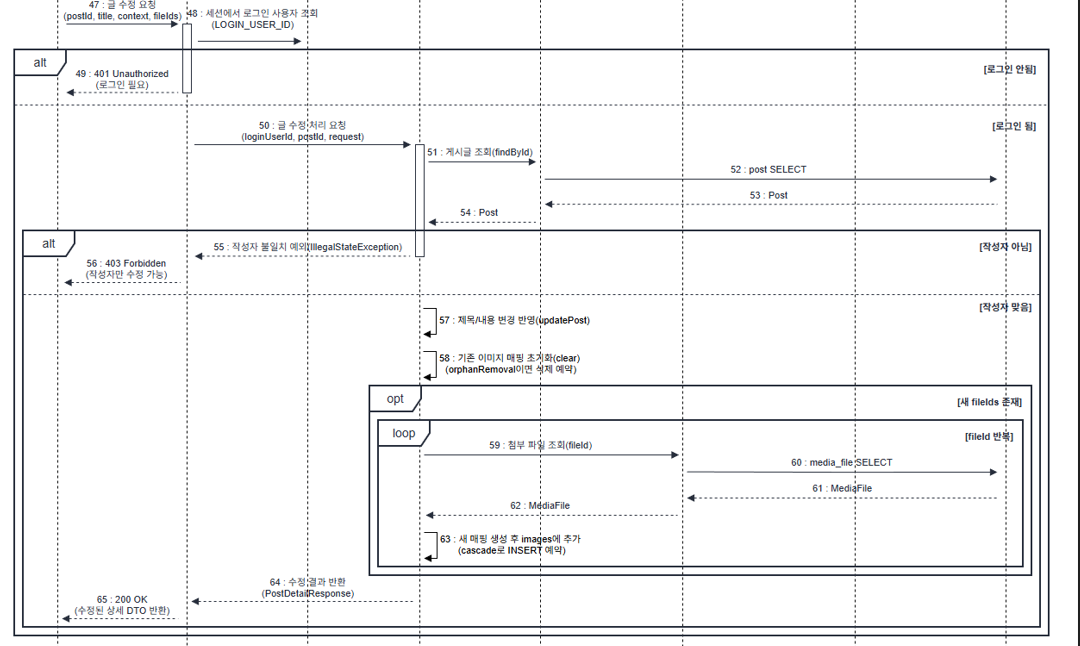 47 : 글 수정 요청
(postId, title, context, fileIds)
48 : 세션에서 로그인 사용자 조회
(LOGIN_USER_ID)
alt
[로그인 안됨]
49 : 401 Unauthorized
(로그인 필요)
50 : 글 수정 처리 요청
(loginUserId, postId, request)
[로그인 됨]
51 : 게시글 조회(findById)
52 : post SELECT
53 : Post
54 : Post
alt
55 : 작성자 불일치 예외(IllegalStateException)
[작성자 아님]
56 : 403 Forbidden
(작성자만 수정 가능)
[작성자 맞음]
57 : 제목/내용 변경 반영(updatePost)
58 : 기존 이미지 매핑 초기화(clear)
(orphanRemoval이면 삭제 예약)
opt
[새 fileIds 존재]
loop
[fileId 반복]
59 : 첨부 파일 조회(fileId)
60 : media_file SELECT
61 : MediaFile
62 : MediaFile
63 : 새 매핑 생성 후 images에 추가
(cascade로 INSERT 예약)
64 : 수정 결과 반환
(PostDetailResponse)
65 : 200 OK
(수정된 상세 DTO 반환)